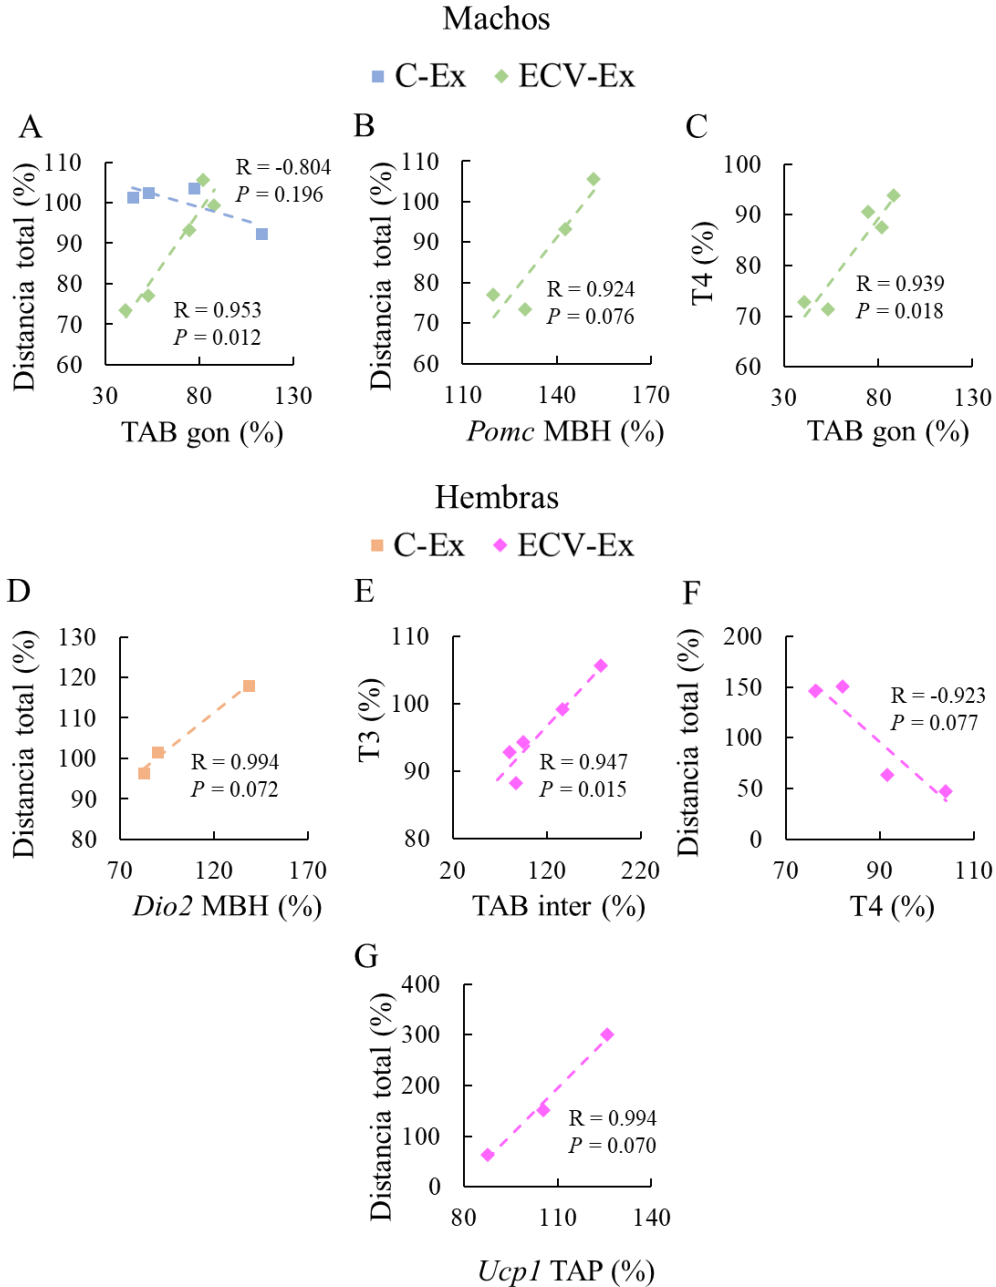 Machos
C-Ex ECV-Ex
A
Distancia total (%)
110
100
90
80
70
60
R = -0.804
P = 0.196
R = 0.953
P = 0.012
30 80 130
TAB gon (%)
B
Distancia total (%)
110
100
90
80
70
60
R = 0.924
P = 0.076
110 140 170
Pomc MBH (%)
C
T4 (%)
100
90
80
70
60
R = 0.939
P = 0.018
30 80 130
TAB gon (%)
Hembras
C-Ex ECV-Ex
D
Distancia total (%)
130
120
110
100
90
80
R = 0.994
P = 0.072
70 120 170
Dio2 MBH (%)
E
T3 (%)
110
100
90
80
R = 0.947
P = 0.015
20 120 220
TAB inter (%)
F
Distancia total (%)
200
150
100
50
0
R = -0.923
P = 0.077
70 90 110
T4 (%)
G
Distancia total (%)
400
300
200
100
0
R = 0.994
P = 0.070
80 110 140
Ucp1 TAP (%)